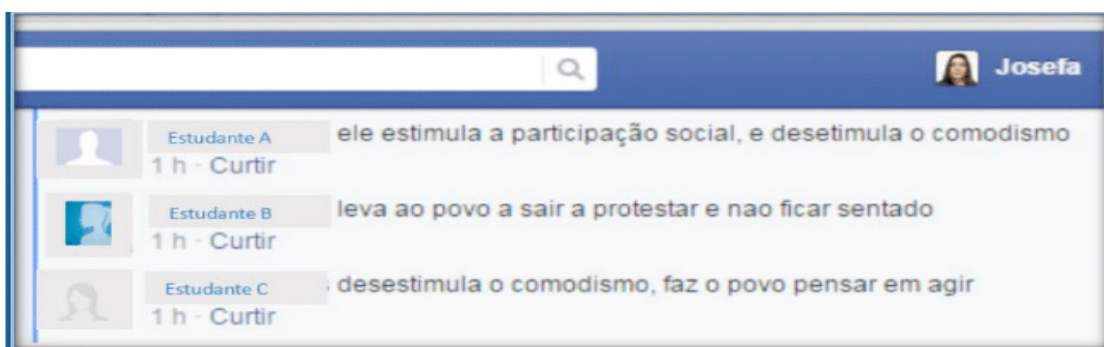 Josefa
Estudante A ele estimula a participação social, e desetimula o comodismo
1 h · Curtir
Estudante B leva ao povo a sair a protestar e nao ficar sentado
1 h · Curtir
Estudante C desestimula o comodismo, faz o povo pensar em agir
1 h · Curtir